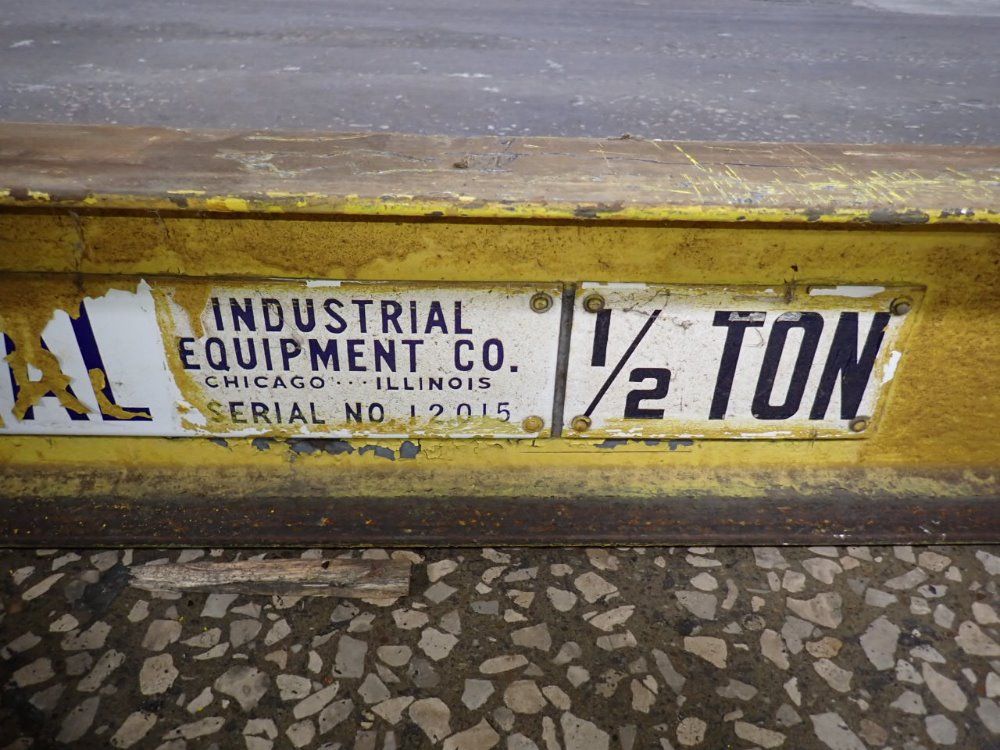 INDUSTRIAL
EQUIPMENT CO.
CHICAGO ··· ILLINOIS
SERIAL NO 12015
1/2 TON